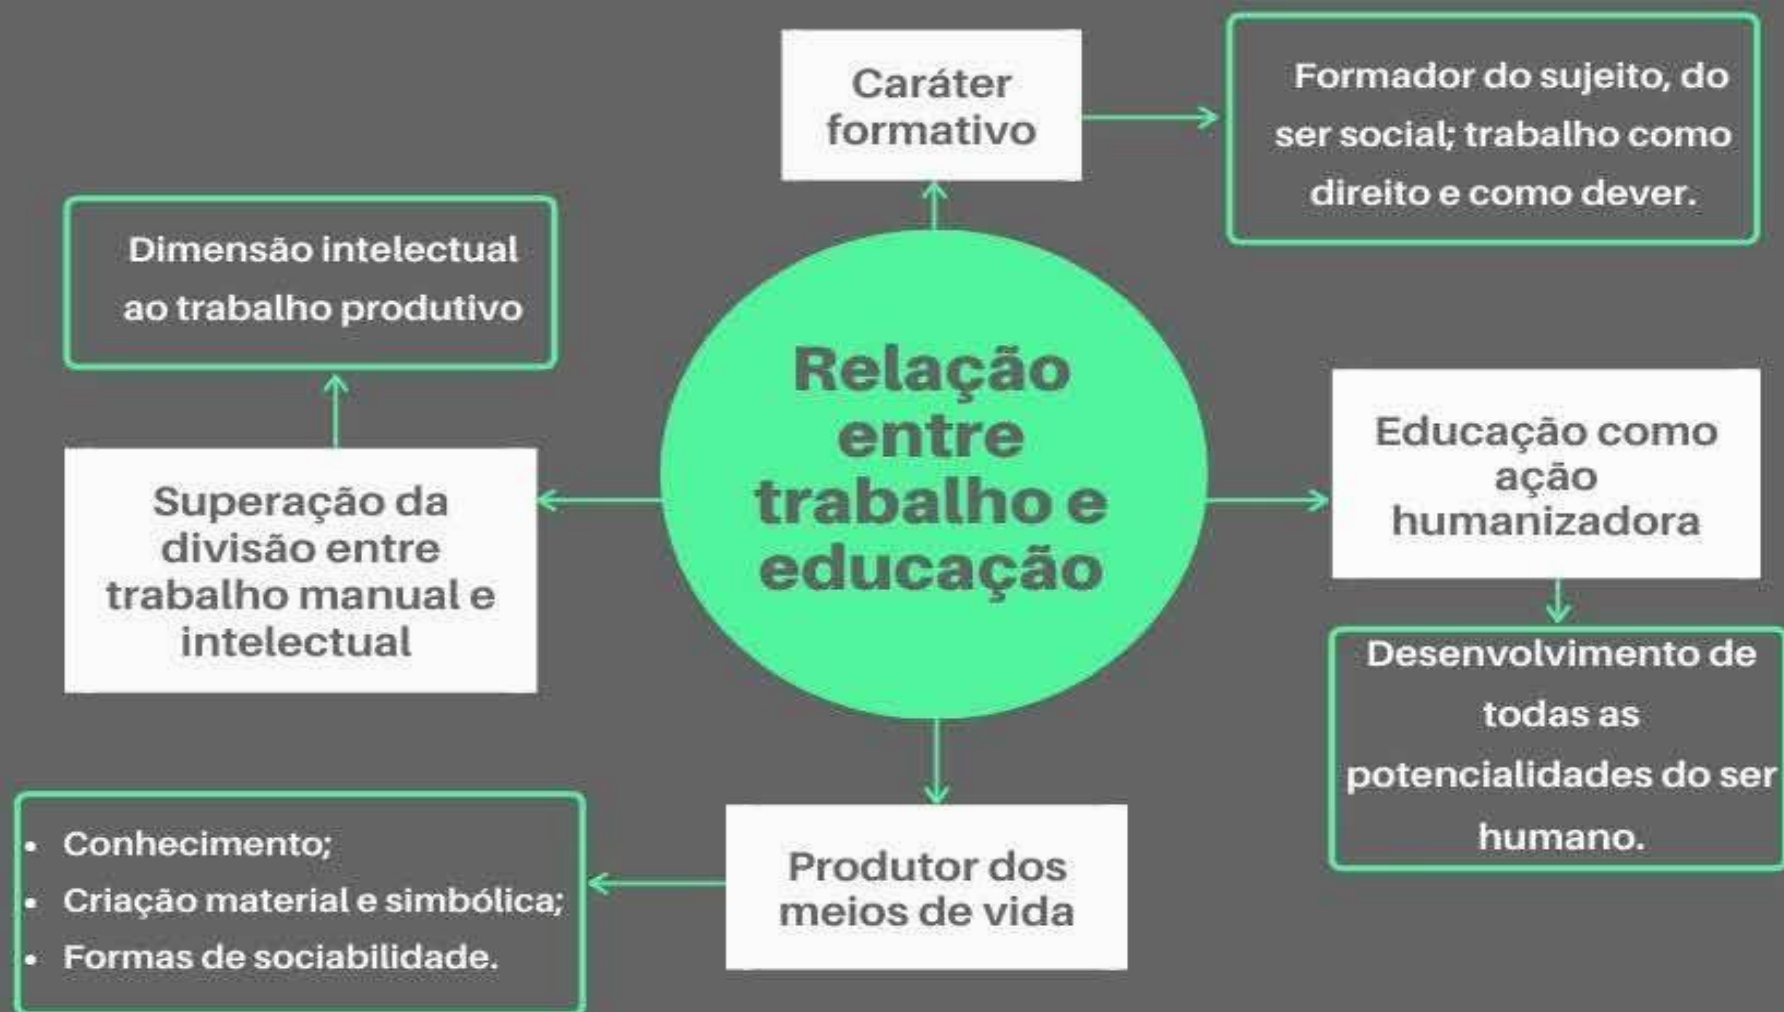 Caráter
formativo
Formador do sujeito, do
ser social; trabalho como
direito e como dever.
Dimensão intelectual
ao trabalho produtivo
Relação
entre
trabalho e
educação
Educação como
ação
humanizadora
Superação da
divisão entre
trabalho manual e
intelectual
Desenvolvimento de
todas as
potencialidades do ser
humano.
• Conhecimento;
• Criação material e simbólica;
• Formas de sociabilidade.
Produtor dos
meios de vida